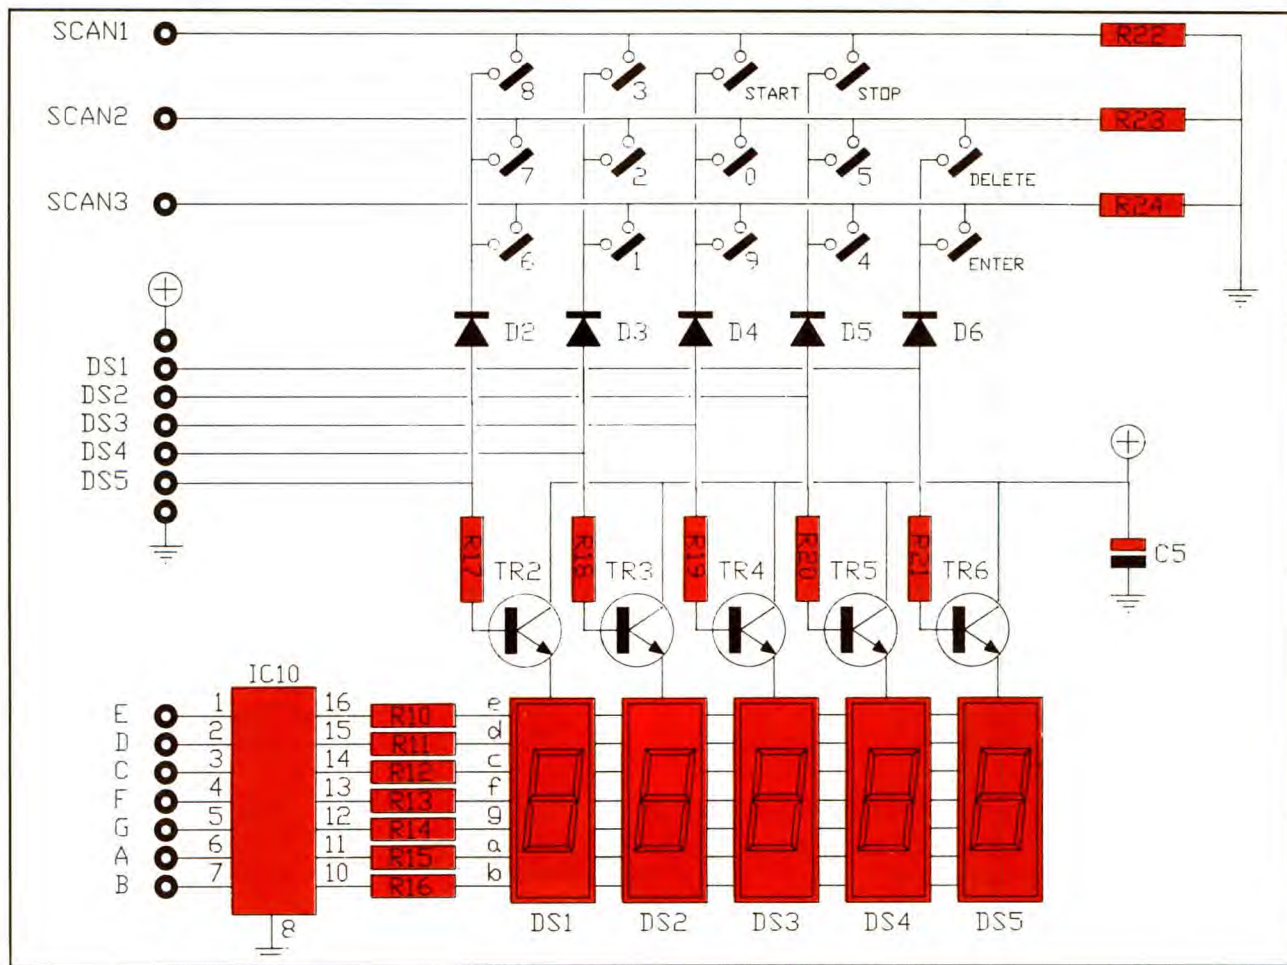 SCAN1
R22
8 3 START STOP
SCAN2
R23
7 2 0 5 DELETE
SCAN3
R24
6 1 9 4 ENTER
+
D2 D3 D4 D5 D6
DS1
DS2
DS3
DS4
DS5
+
R17 R18 R19 R20 R21
C5
TR2 TR3 TR4 TR5 TR6
IC10
E 1 16 R10 e
D 2 15 R11 d
C 3 14 R12 c
F 4 13 R13 f
G 5 12 R14 g
A 6 11 R15 a
B 7 10 R16 b
8
DS1 DS2 DS3 DS4 DS5